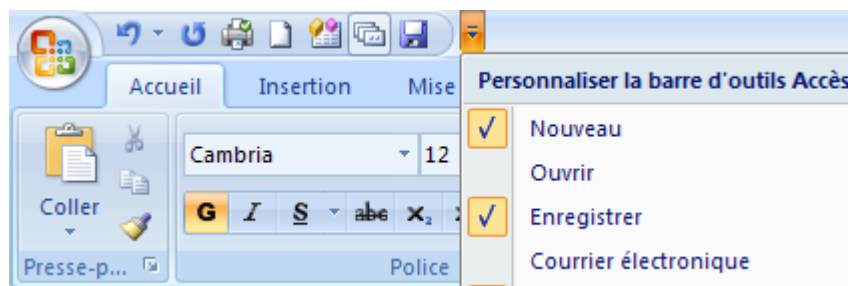 Accueil Insertion Mise
Personnaliser la barre d'outils Accès
Nouveau
Ouvrir
Enregistrer
Courrier électronique
Cambria 12
Coller
G I S abc x₂
Presse-p... Police